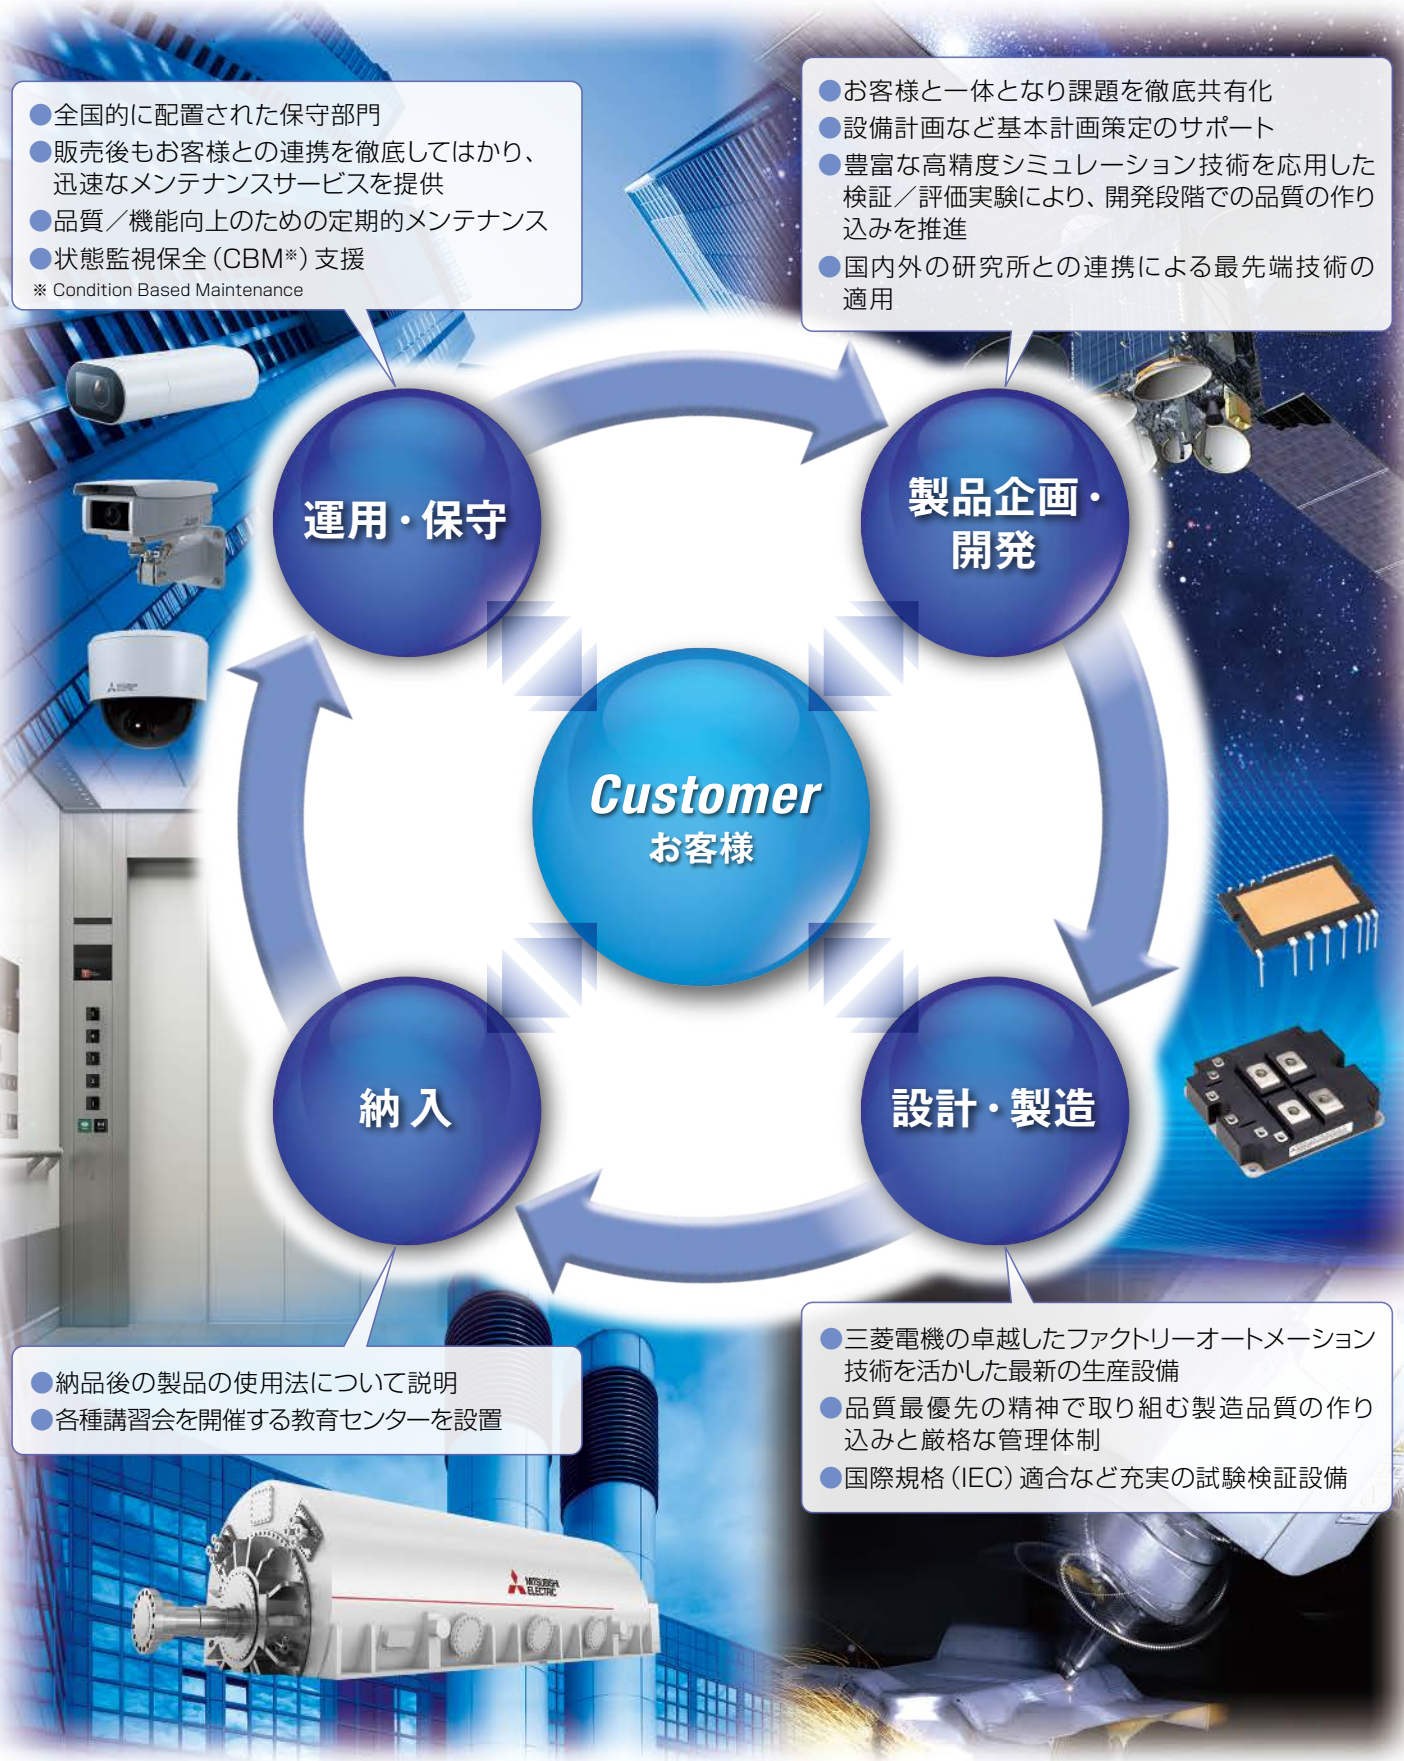 ●全国的に配置された保守部門
●販売後もお客様との連携を徹底してはかり、
迅速なメンテナンスサービスを提供
●品質／機能向上のための定期的メンテナンス
●状態監視保全（CBM※）支援
※ Condition Based Maintenance
●お客様と一体となり課題を徹底共有化
●設備計画など基本計画策定のサポート
●豊富な高精度シミュレーション技術を応用した
検証／評価実験により、開発段階での品質の作り
込みを推進
●国内外の研究所との連携による最先端技術の
適用
運用・保守
製品企画・
開発
Customer
お客様
納入
設計・製造
●納品後の製品の使用法について説明
●各種講習会を開催する教育センターを設置
●三菱電機の卓越したファクトリーオートメーション
技術を活かした最新の生産設備
●品質最優先の精神で取り組む製造品質の作り
込みと厳格な管理体制
●国際規格（IEC）適合など充実の試験検証設備
MITSUBISHI
ELECTRIC
MITSUBISHI
ELECTRIC